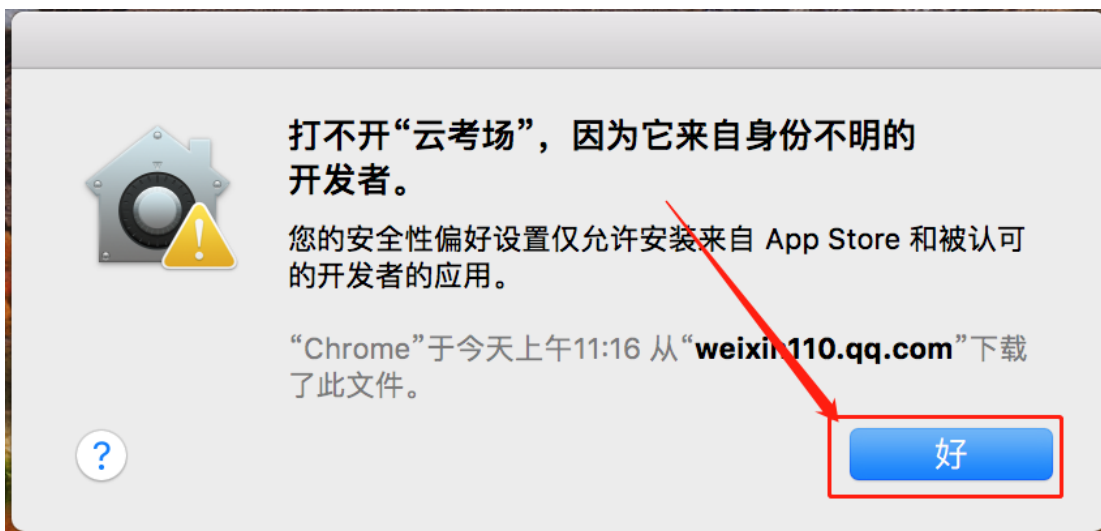 打不开“云考场”，因为它来自身份不明的
开发者。
您的安全性偏好设置仅允许安装来自 App Store 和被认可
的开发者的应用。
“Chrome”于今天上午11:16 从“weixin110.qq.com”下载
了此文件。
?
好